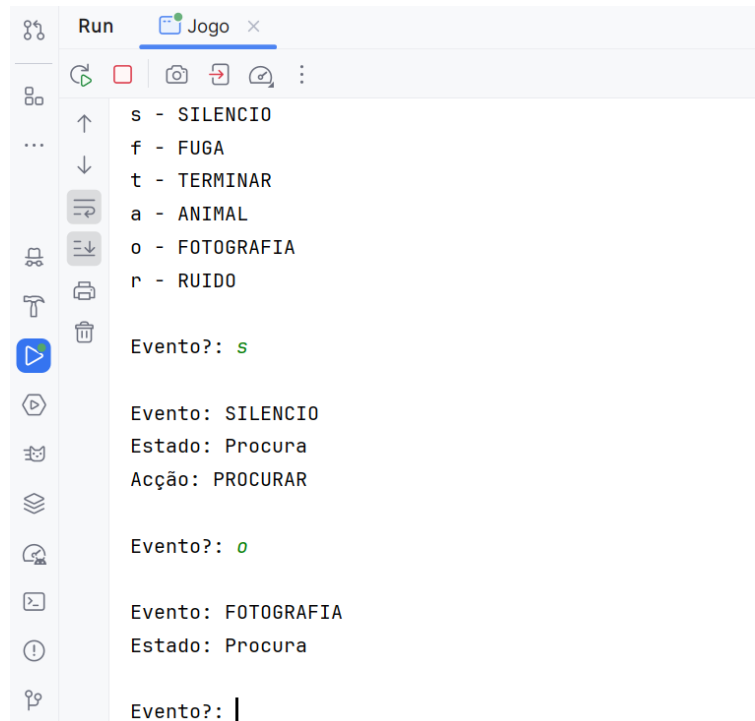 Run Jogo
s - SILENCIO
f - FUGA
t - TERMINAR
a - ANIMAL
o - FOTOGRAFIA
r - RUIDO
Evento?: s
Evento: SILENCIO
Estado: Procura
Acção: PROCURAR
Evento?: o
Evento: FOTOGRAFIA
Estado: Procura
Evento?: